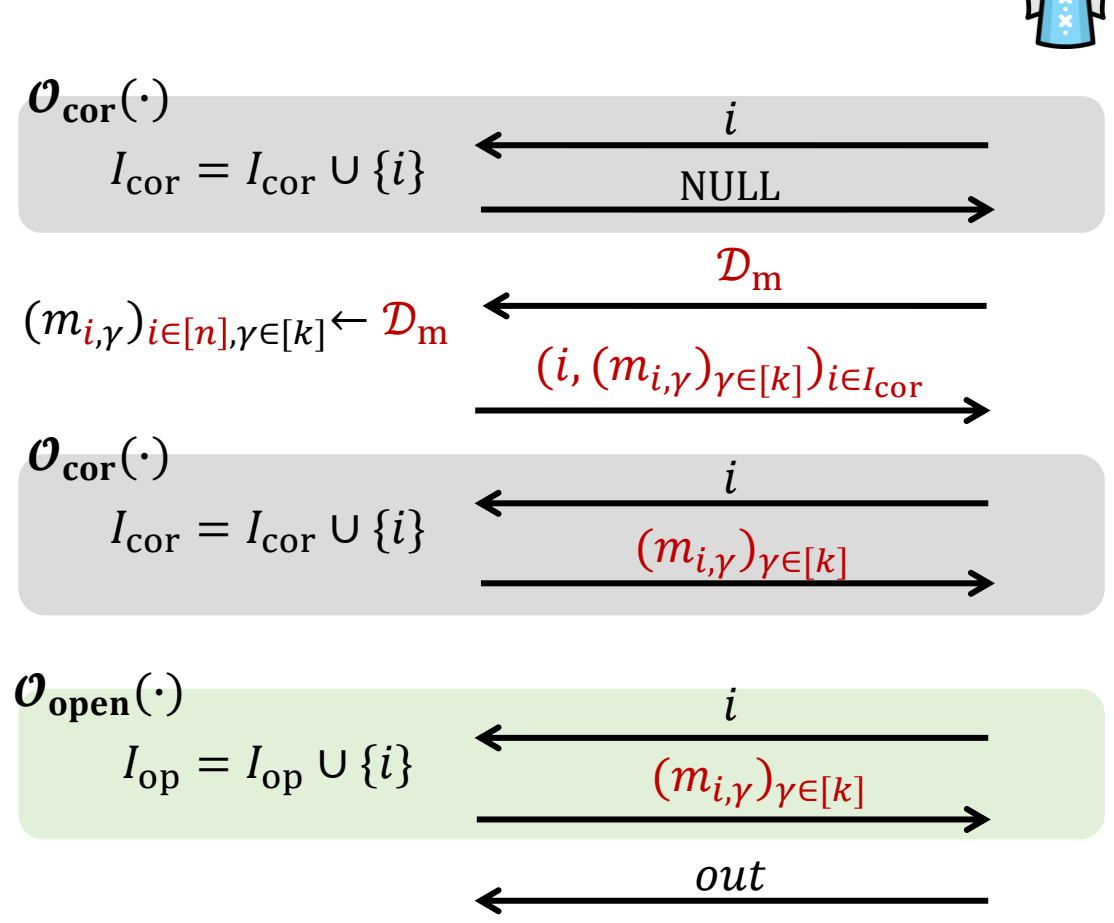 𝓞cor(·)
i
Icor = Icor ∪ {i}
NULL
𝒟m
(mi,γ)i∈[n],γ∈[k] ← 𝒟m
(i, (mi,γ)γ∈[k])i∈Icor
𝓞cor(·)
i
Icor = Icor ∪ {i}
(mi,γ)γ∈[k]
𝓞open(·)
i
Iop = Iop ∪ {i}
(mi,γ)γ∈[k]
out